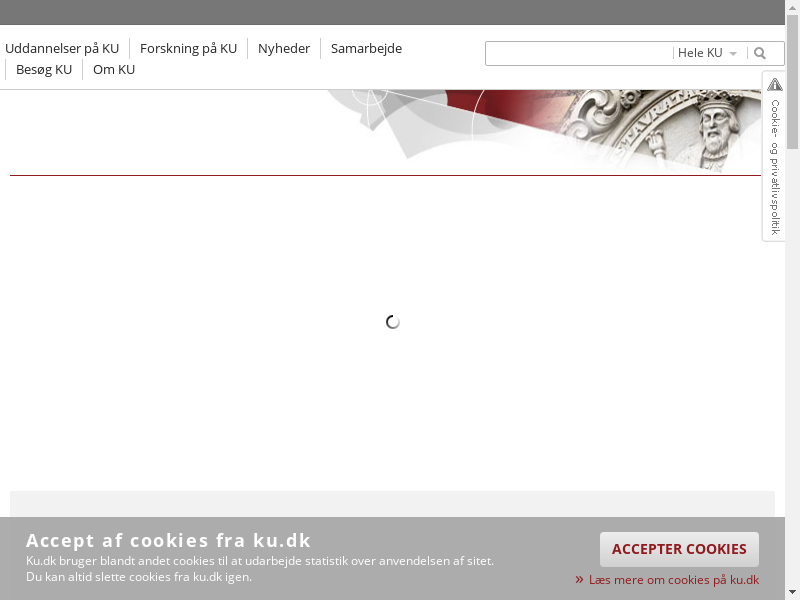 Uddannelser på KU
Forskning på KU
Nyheder
Samarbejde
Besøg KU
Om KU
Hele KU
Cookie- og privatlivspolitik
Accept af cookies fra ku.dk
Ku.dk bruger blandt andet cookies til at udarbejde statistik over anvendelsen af sitet.
Du kan altid slette cookies fra ku.dk igen.
ACCEPTER COOKIES
» Læs mere om cookies på ku.dk